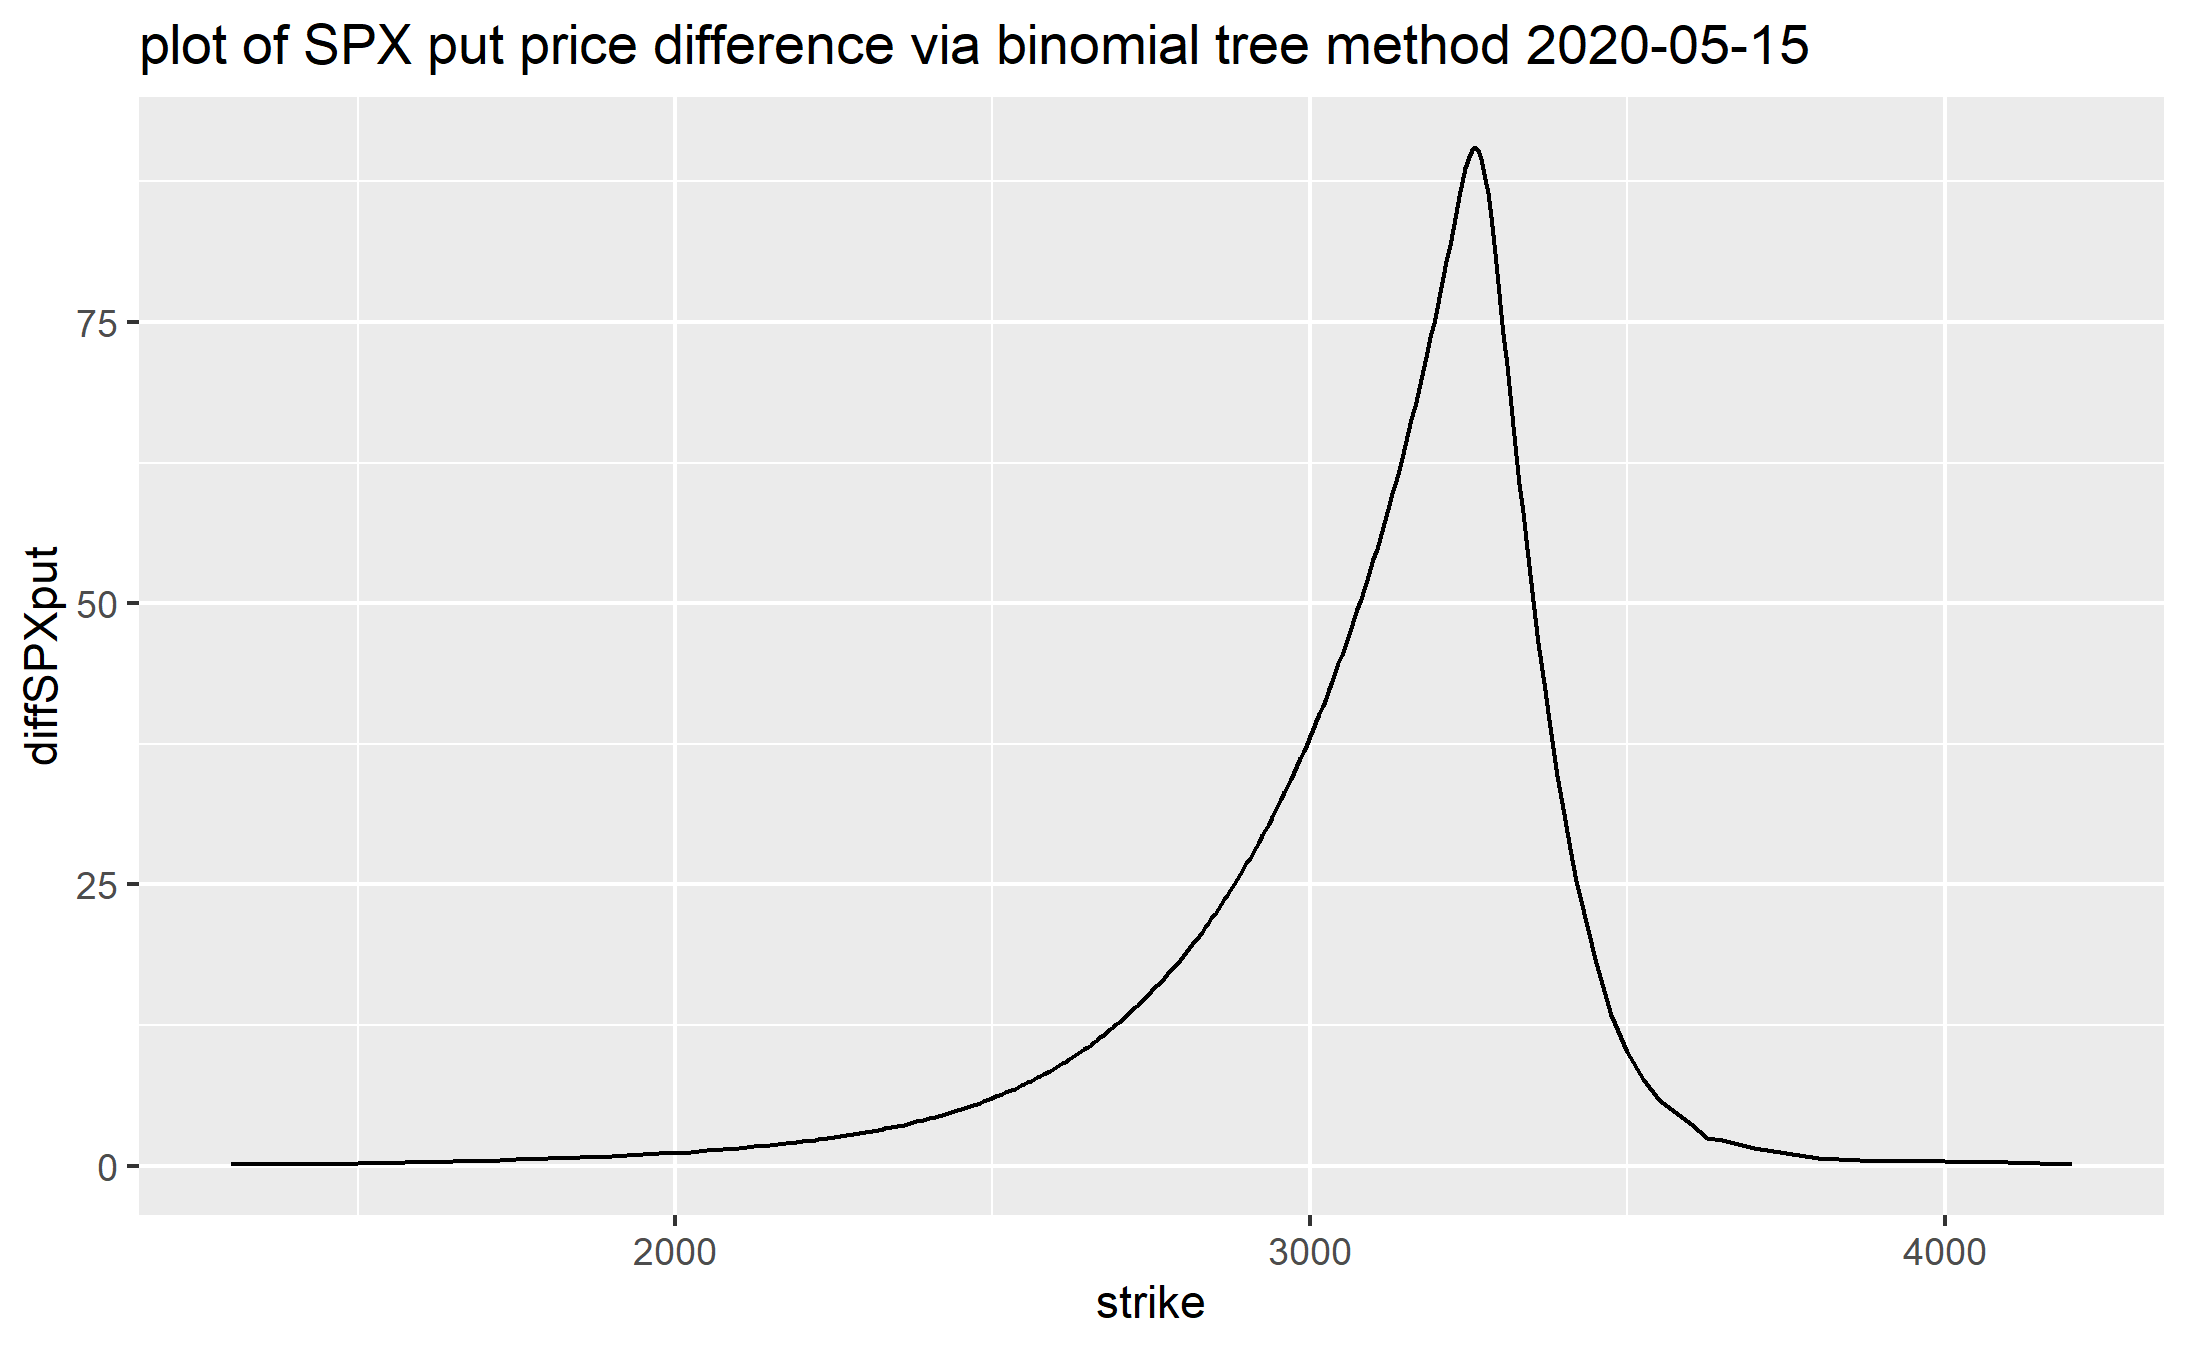 plot of SPX put price difference via binomial tree method 2020-05-15
diffSPXput
75
50
25
0
2000
3000
4000
strike